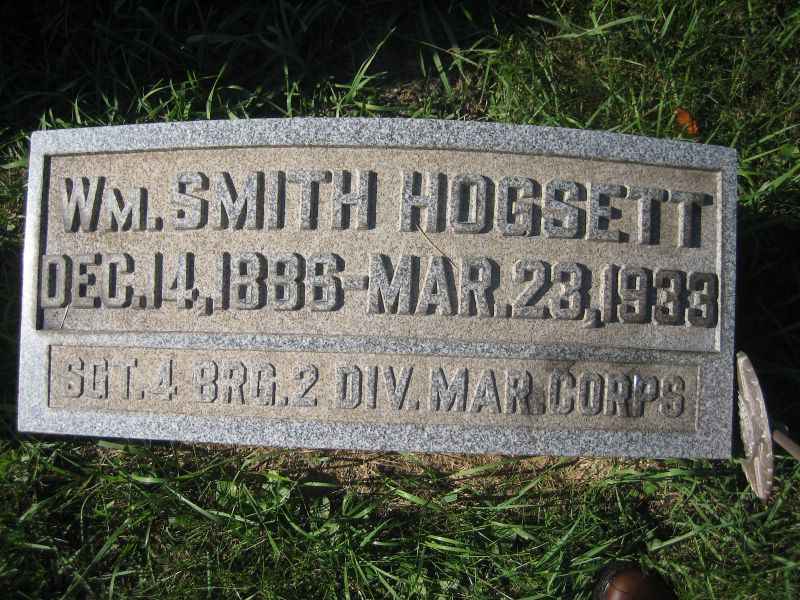 WM. SMITH HOGSETT
DEC. 14, 1886-MAR. 23, 1933
SGT. 4 BRG. 2 DIV. MAR. CORPS